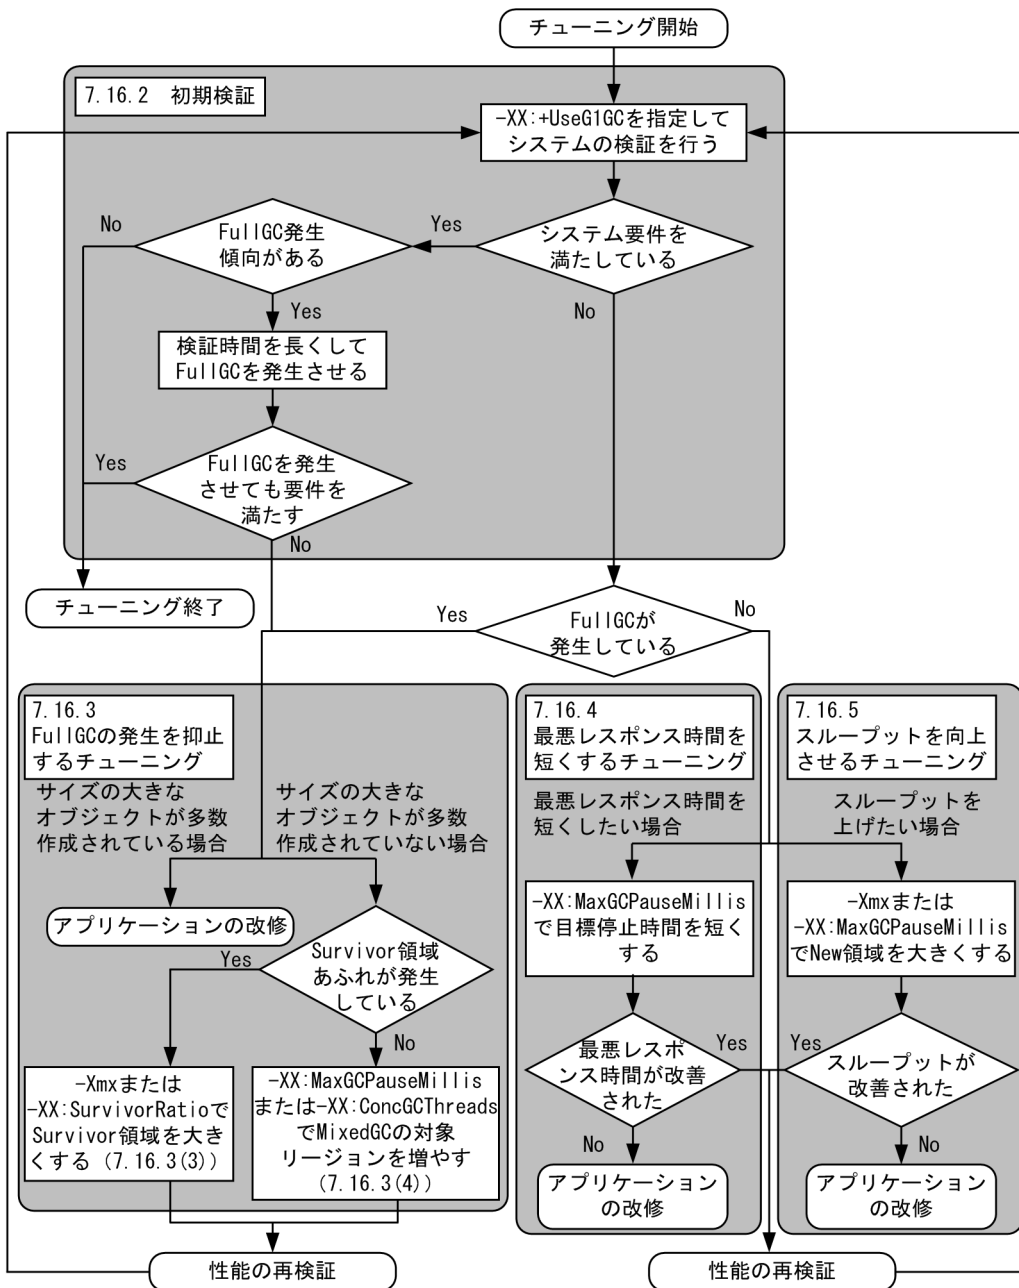 チューニング開始
7.16.2　初期検証
-XX:+UseG1GCを指定して
システムの検証を行う
No
FullGC発生
傾向がある
Yes
システム要件を
満たしている
Yes
No
検証時間を長くして
FullGCを発生させる
Yes
FullGCを発生
させても要件を
満たす
No
チューニング終了
Yes
FullGCが
発生している
No
7.16.3
FullGCの発生を抑止
するチューニング
サイズの大きな
オブジェクトが多数
作成されている場合
サイズの大きな
オブジェクトが多数
作成されていない場合
アプリケーションの改修
Yes
Survivor領域
あふれが発生
している
No
-Xmxまたは
-XX:SurvivorRatioで
Survivor領域を大き
くする（7.16.3(3)）
-XX:MaxGCPauseMillis
または-XX:ConcGCThreads
でMixedGCの対象
リージョンを増やす
（7.16.3(4)）
性能の再検証
7.16.4
最悪レスポンス時間を
短くするチューニング
最悪レスポンス時間を
短くしたい場合
-XX:MaxGCPauseMillis
で目標停止時間を短く
する
最悪レスポ
ンス時間が改善
された
Yes
No
アプリケーション
の改修
7.16.5
スループットを向上
させるチューニング
スループットを
上げたい場合
-Xmxまたは
-XX:MaxGCPauseMillis
でNew領域を大きくする
Yes
スループットが
改善された
No
アプリケーション
の改修
性能の再検証